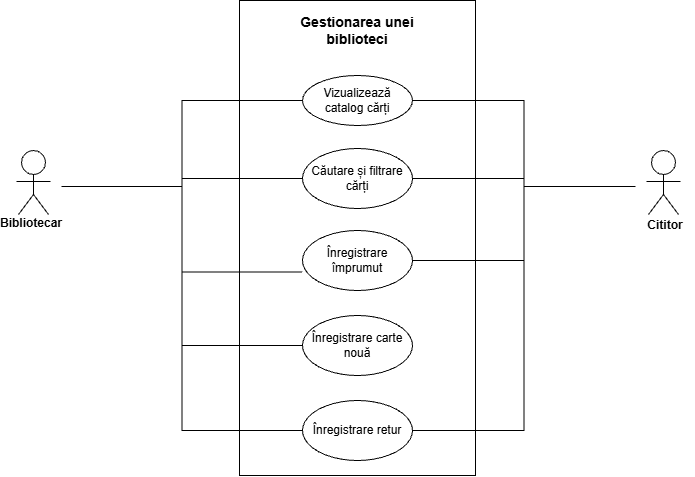 Gestionarea unei
biblioteci
Vizualizează
catalog cărți
Căutare și filtrare
cărți
Bibliotecar
Cititor
Înregistrare
împrumut
Înregistrare carte
nouă
Înregistrare retur